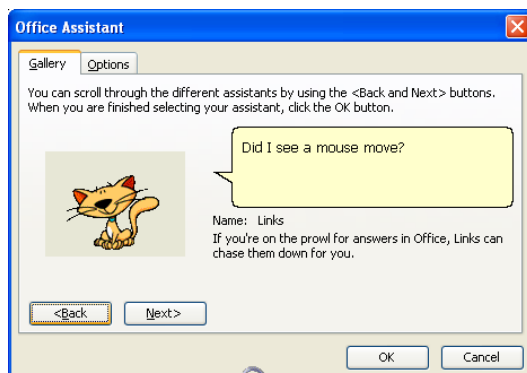 Office Assistant
Gallery Options
You can scroll through the different assistants by using the <Back and Next> buttons.
When you are finished selecting your assistant, click the OK button.
Did I see a mouse move?
Name: Links
If you're on the prowl for answers in Office, Links can
chase them down for you.
<Back Next>
OK Cancel